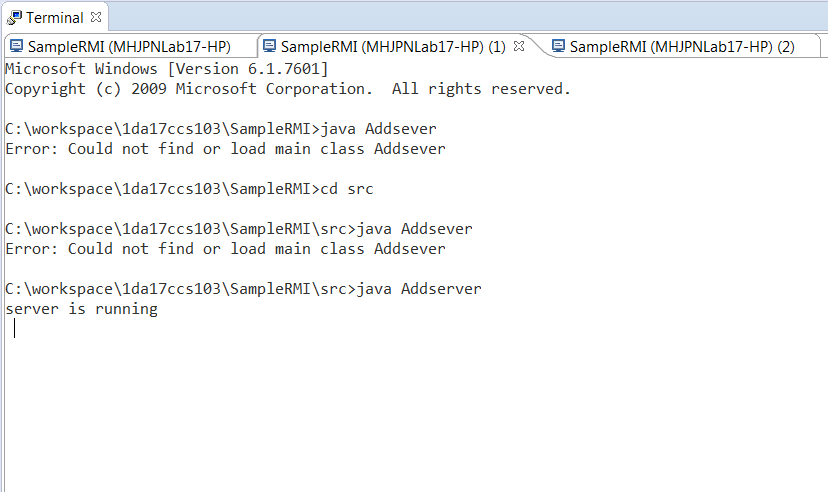 Terminal
SampleRMI (MHJPNLab17-HP) SampleRMI (MHJPNLab17-HP) (1) SampleRMI (MHJPNLab17-HP) (2)
Microsoft Windows [Version 6.1.7601]
Copyright (c) 2009 Microsoft Corporation.  All rights reserved.
C:\workspace\1da17ccs103\SampleRMI>java Addsever
Error: Could not find or load main class Addsever
C:\workspace\1da17ccs103\SampleRMI>cd src
C:\workspace\1da17ccs103\SampleRMI\src>java Addsever
Error: Could not find or load main class Addsever
C:\workspace\1da17ccs103\SampleRMI\src>java Addserver
server is running